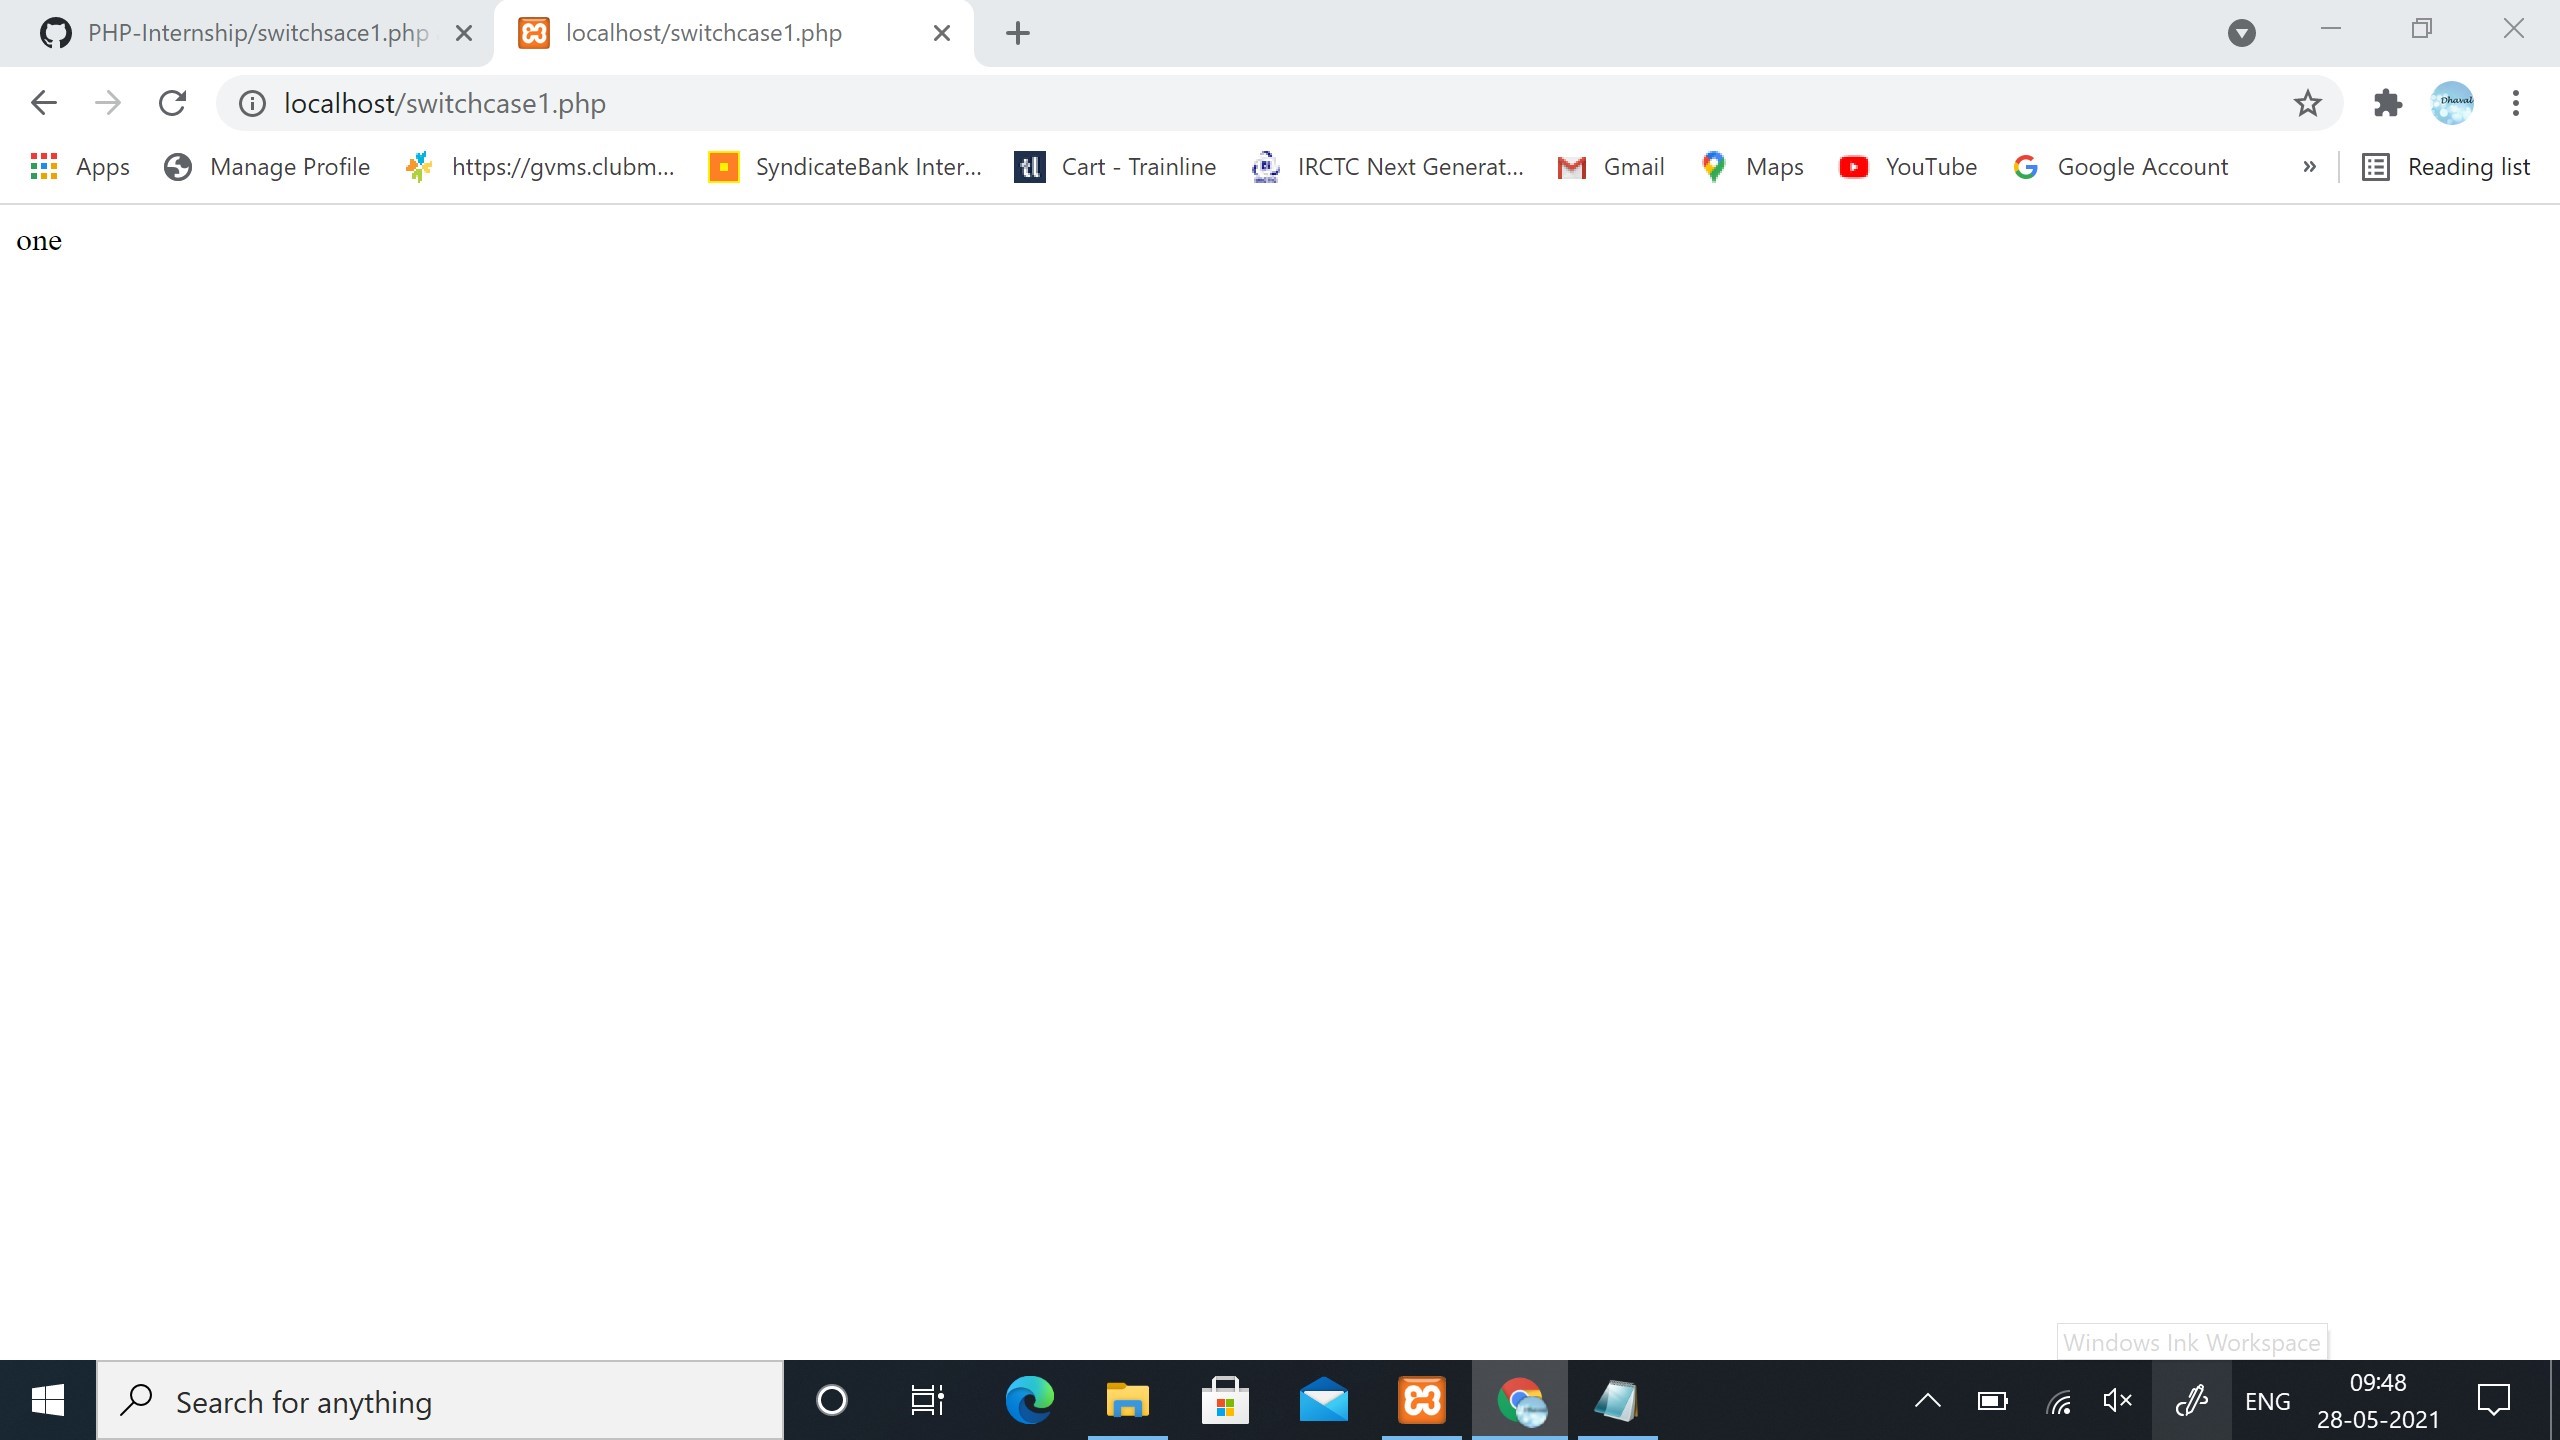 PHP-Internship/switchsace1.php
localhost/switchcase1.php
localhost/switchcase1.php
Dhaval
Apps
Manage Profile
https://gvms.clubm...
SyndicateBank Inter...
tl
Cart - Trainline
IRCTC Next Generat...
Gmail
Maps
YouTube
Google Account
»
Reading list
one
Windows Ink Workspace
Search for anything
ENG
09:48
28-05-2021